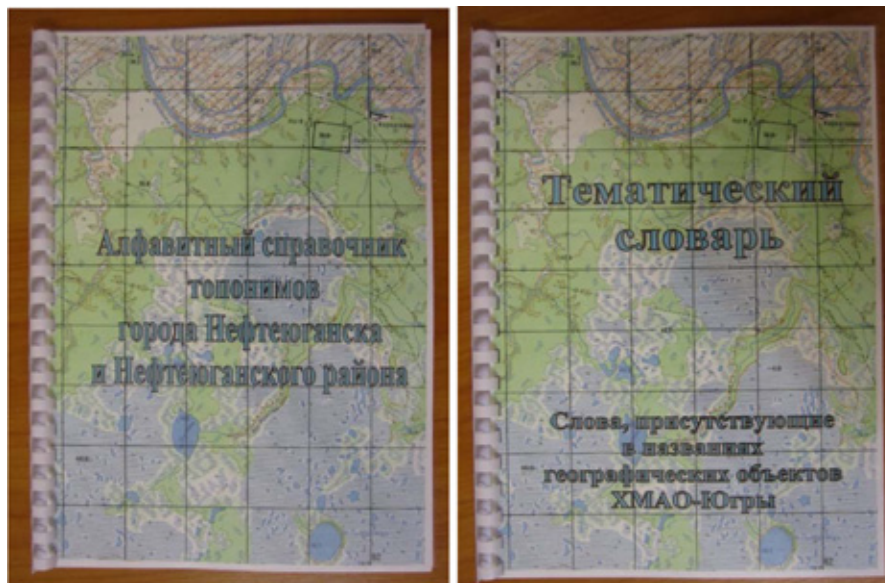 Алфавитный справочник
топонимов
города Нефтеюганска
и Нефтеюганского района
Тематический
словарь
Слова, присутствующие
в названиях
географических объектов
ХМАО-Югры